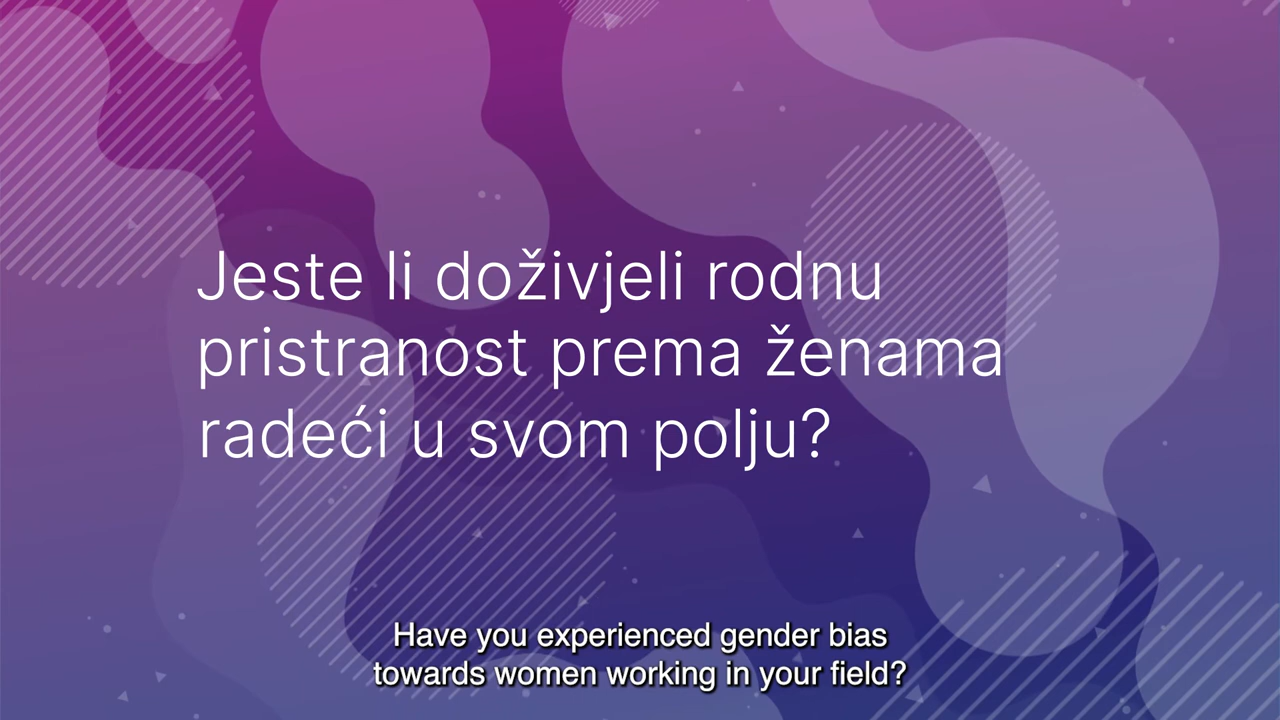 Jeste li doživjeli rodnu
pristranost prema ženama
radeći u svom polju?
Have you experienced gender bias
towards women working in your field?